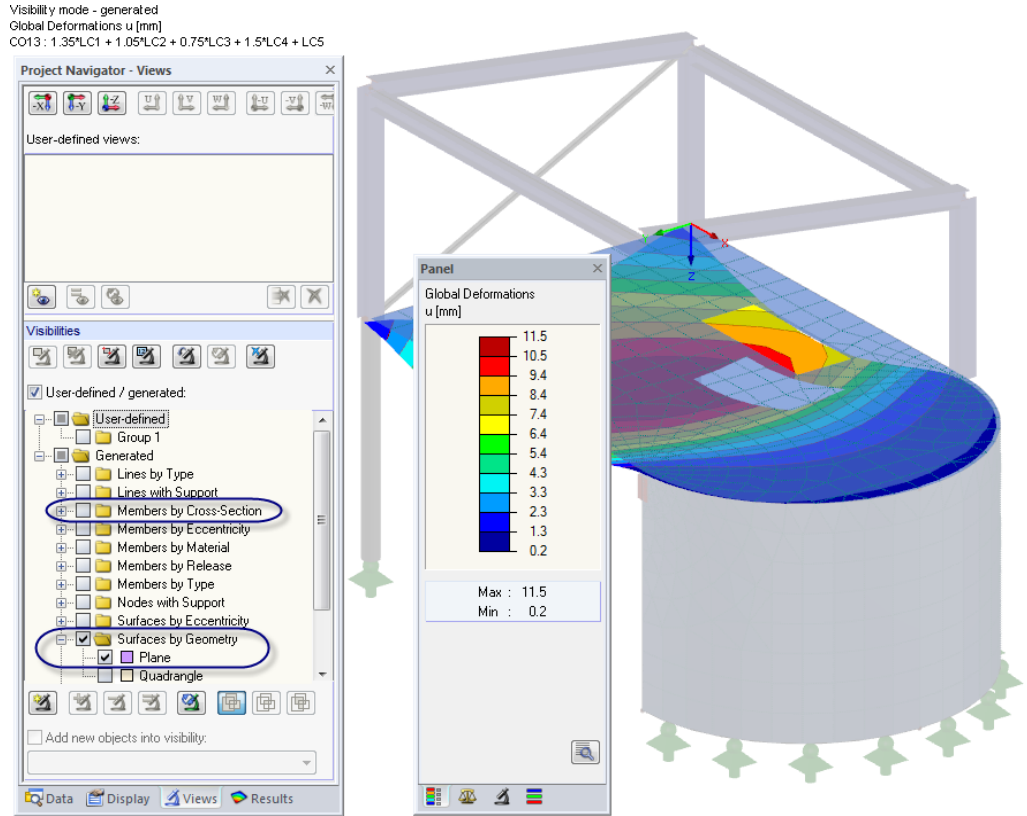 Visibility mode - generated
Global Deformations u [mm]
CO13 : 1.35*LC1 + 1.05*LC2 + 0.75*LC3 + 1.5*LC4 + LC5
Project Navigator - Views
-X -Y -Z U V W -U -V -W
User-defined views:
Visibilities
User-defined / generated:
User-defined
Group 1
Generated
Lines by Type
Lines with Support
Members by Cross-Section
Members by Eccentricity
Members by Material
Members by Release
Members by Type
Nodes with Support
Surfaces by Eccentricity
Surfaces by Geometry
Plane
Quadrangle
Add new objects into visibility:
Data Display Views Results
Panel
Global Deformations
u [mm]
11.5
10.5
9.4
8.4
7.4
6.4
5.4
4.3
3.3
2.3
1.3
0.2
Max : 11.5
Min : 0.2
X
Z